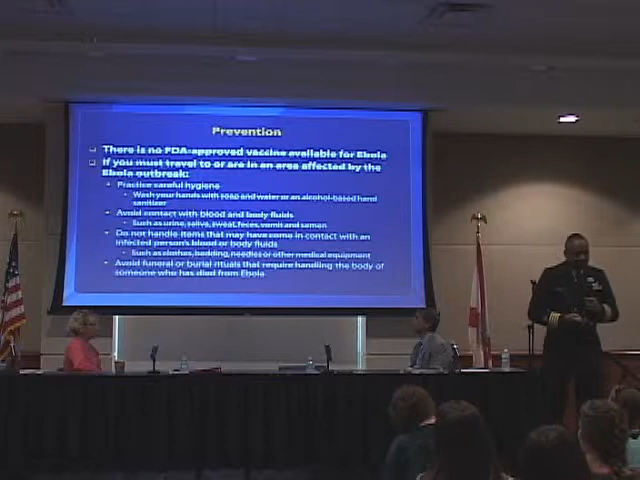 Prevention
There is no FDA-approved vaccine available for Ebola
If you must travel to or are in an area affected by the
Ebola outbreak:
Practice careful hygiene
Wash your hands with soap and water or an alcohol-based hand
sanitizer
Avoid contact with blood and body fluids
Such as urine, saliva, sweat, feces, vomit and semen
Do not handle items that may have come in contact with an
infected person's blood or body fluids
Such as clothes, bedding, needles or other medical equipment
Avoid funeral or burial rituals that require handling the body of
someone who has died from Ebola